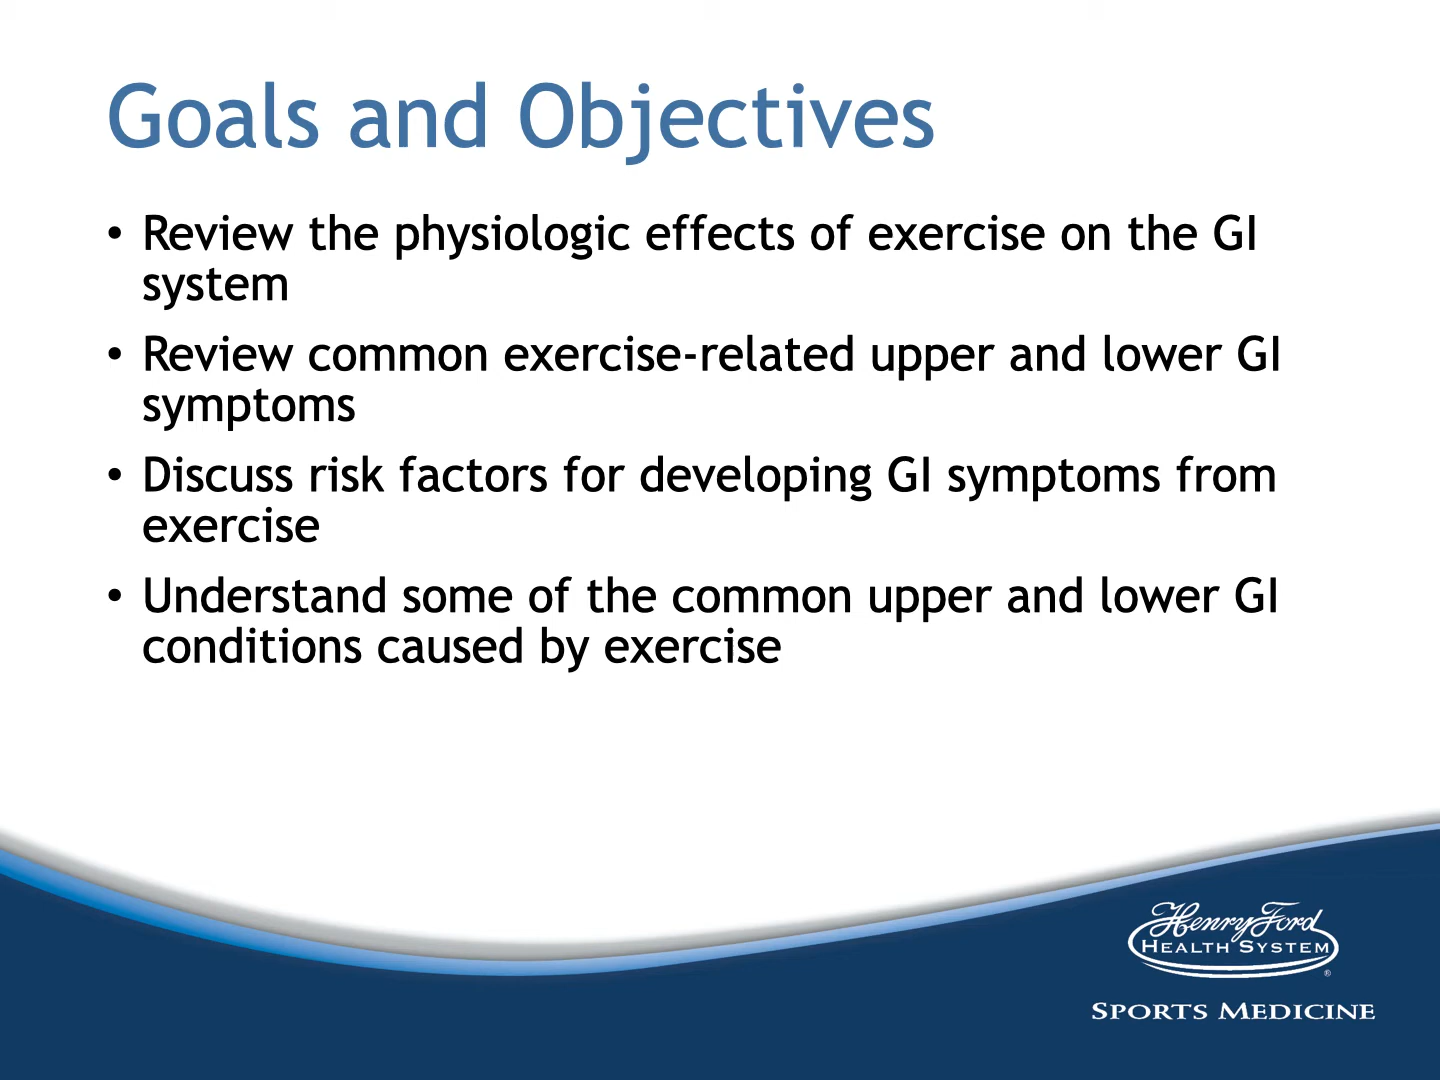 Goals and Objectives
• Review the physiologic effects of exercise on the GI
system
• Review common exercise-related upper and lower GI
symptoms
• Discuss risk factors for developing GI symptoms from
exercise
• Understand some of the common upper and lower GI
conditions caused by exercise
Henry Ford
HEALTH SYSTEM
®
SPORTS MEDICINE